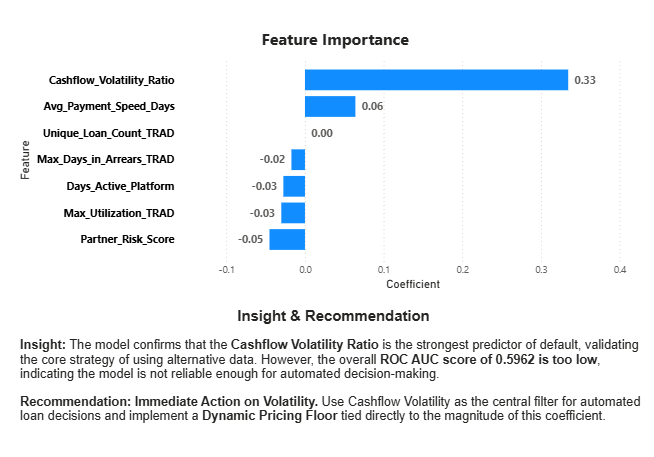 Feature Importance
Feature
Cashflow_Volatility_Ratio 0.33
Avg_Payment_Speed_Days 0.06
Unique_Loan_Count_TRAD 0.00
Max_Days_in_Arrears_TRAD -0.02
Days_Active_Platform -0.03
Max_Utilization_TRAD -0.03
Partner_Risk_Score -0.05
-0.1 0.0 0.1 0.2 0.3 0.4
Coefficient
Insight & Recommendation
Insight: The model confirms that the Cashflow Volatility Ratio is the strongest predictor of default, validating
the core strategy of using alternative data. However, the overall ROC AUC score of 0.5962 is too low,
indicating the model is not reliable enough for automated decision-making.
Recommendation: Immediate Action on Volatility. Use Cashflow Volatility as the central filter for automated
loan decisions and implement a Dynamic Pricing Floor tied directly to the magnitude of this coefficient.